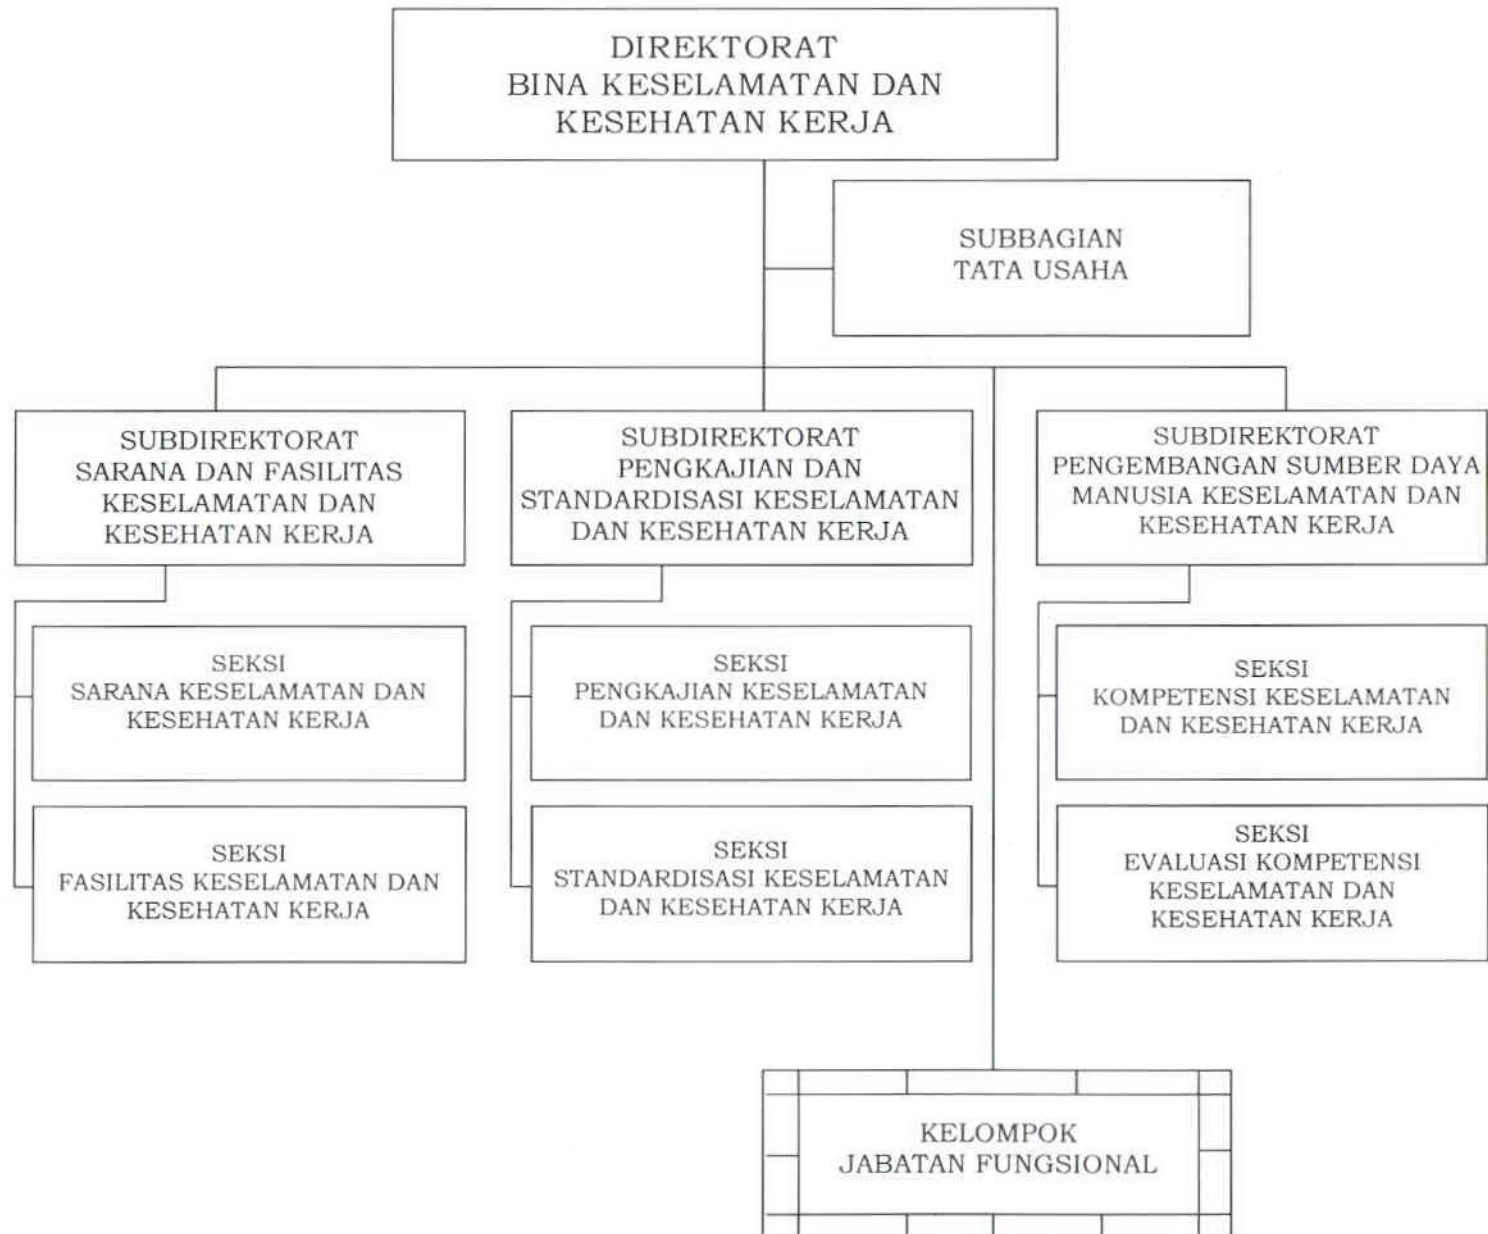 DIREKTORAT
BINA KESELAMATAN DAN
KESEHATAN KERJA
SUBBAGIAN
TATA USAHA
SUBDIREKTORAT
SARANA DAN FASILITAS
KESELAMATAN DAN
KESEHATAN KERJA
SUBDIREKTORAT
PENGKAJIAN DAN
STANDARDISASI KESELAMATAN
DAN KESEHATAN KERJA
SUBDIREKTORAT
PENGEMBANGAN SUMBER DAYA
MANUSIA KESELAMATAN DAN
KESEHATAN KERJA
SEKSI
SARANA KESELAMATAN DAN
KESEHATAN KERJA
SEKSI
PENGKAJIAN KESELAMATAN
DAN KESEHATAN KERJA
SEKSI
KOMPETENSI KESELAMATAN
DAN KESEHATAN KERJA
SEKSI
FASILITAS KESELAMATAN DAN
KESEHATAN KERJA
SEKSI
STANDARDISASI KESELAMATAN
DAN KESEHATAN KERJA
SEKSI
EVALUASI KOMPETENSI
KESELAMATAN DAN
KESEHATAN KERJA
KELOMPOK
JABATAN FUNGSIONAL